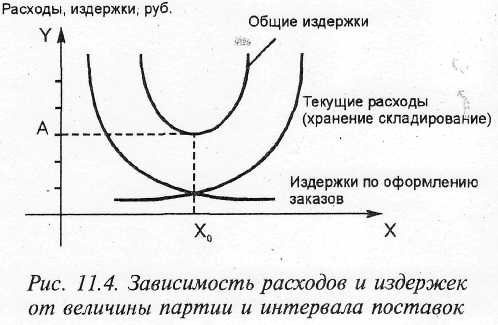 Расходы, издержки, руб.
Y
Общие издержки
Текущие расходы
(хранение складирование)
A
Издержки по оформлению
заказов
X₀
X
Рис. 11.4. Зависимость расходов и издержек
от величины партии и интервала поставок